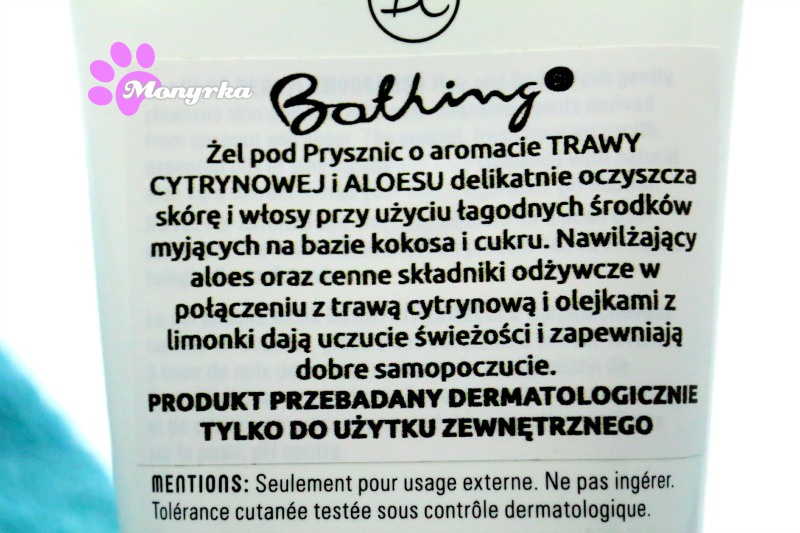 Monyrka
Bathing
Żel pod Prysznic o aromacie TRAWY
CYTRYNOWEJ i ALOESU delikatnie oczyszcza
skórę i włosy przy użyciu łagodnych środków
myjących na bazie kokosa i cukru. Nawilżający
aloes oraz cenne składniki odżywcze w
połączeniu z trawą cytrynową i olejkami z
limonki dają uczucie świeżości i zapewniają
dobre samopoczucie.
PRODUKT PRZEBADANY DERMATOLOGICZNIE
TYLKO DO UŻYTKU ZEWNĘTRZNEGO
MENTIONS: Seulement pour usage externe. Ne pas ingérer.
Tolérance cutanée testée sous contrôle dermatologique.